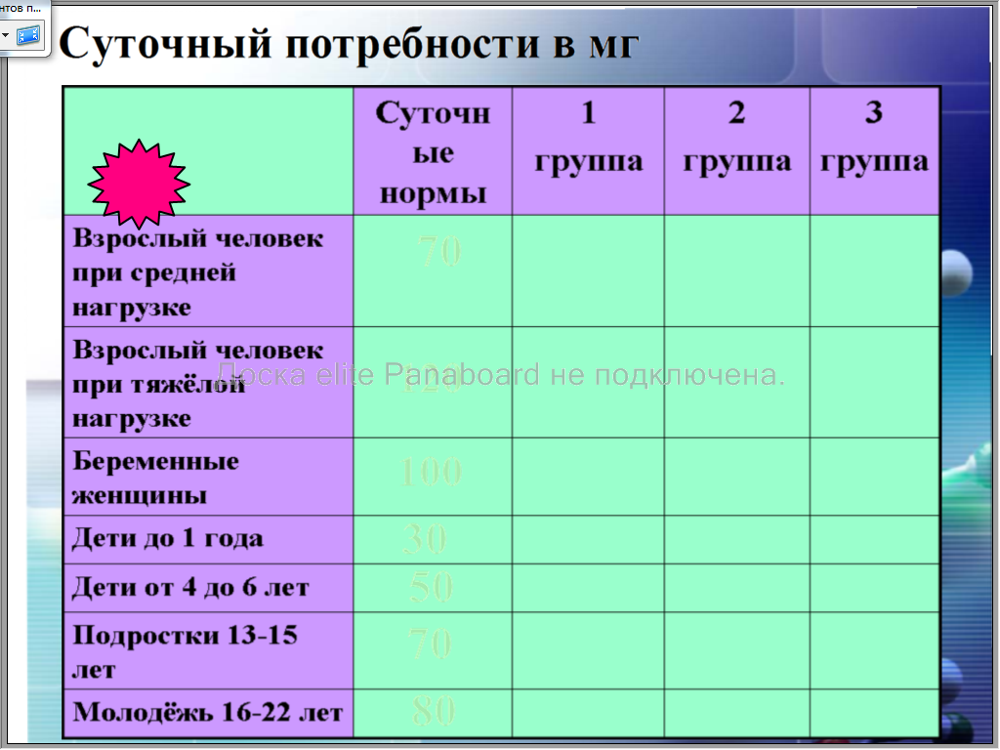 нтов п...
Суточный потребности в мг
Суточн
ые
нормы
1
группа
2
группа
3
группа
Взрослый человек
при средней
нагрузке
70
Взрослый человек
при тяжёлой
нагрузке
120
Доска elite Panaboard не подключена.
Беременные
женщины
100
Дети до 1 года
30
Дети от 4 до 6 лет
50
Подростки 13-15
лет
70
Молодёжь 16-22 лет
80